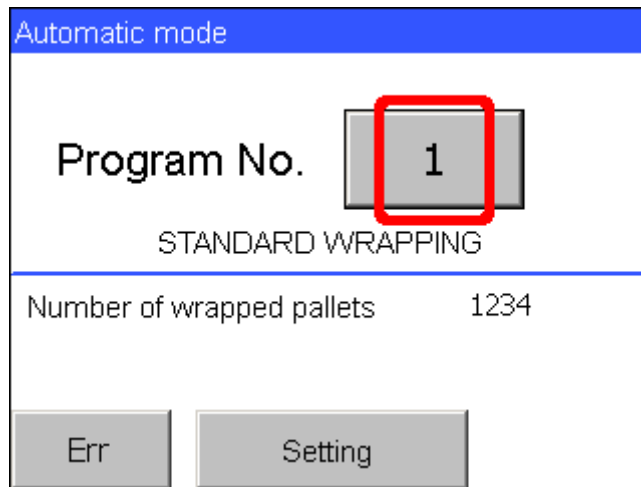 Automatic mode
Program No. 1
STANDARD WRAPPING
Number of wrapped pallets 1234
Err Setting